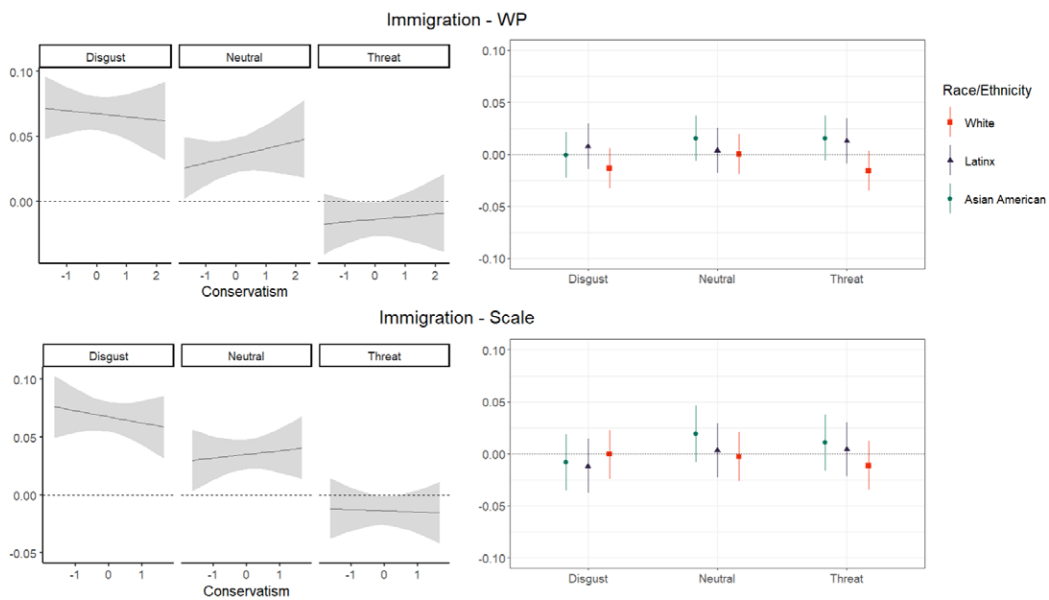 Immigration - WP
Disgust Neutral Threat
0.10
0.05
0.00
-1 0 1 2 -1 0 1 2 -1 0 1 2
Conservatism
0.10
0.05
0.00
-0.05
-0.10
Disgust Neutral Threat
Race/Ethnicity
White
Latinx
Asian American
Immigration - Scale
Disgust Neutral Threat
0.10
0.05
0.00
-0.05
-1 0 1 -1 0 1 -1 0 1
Conservatism
0.10
0.05
0.00
-0.05
-0.10
Disgust Neutral Threat